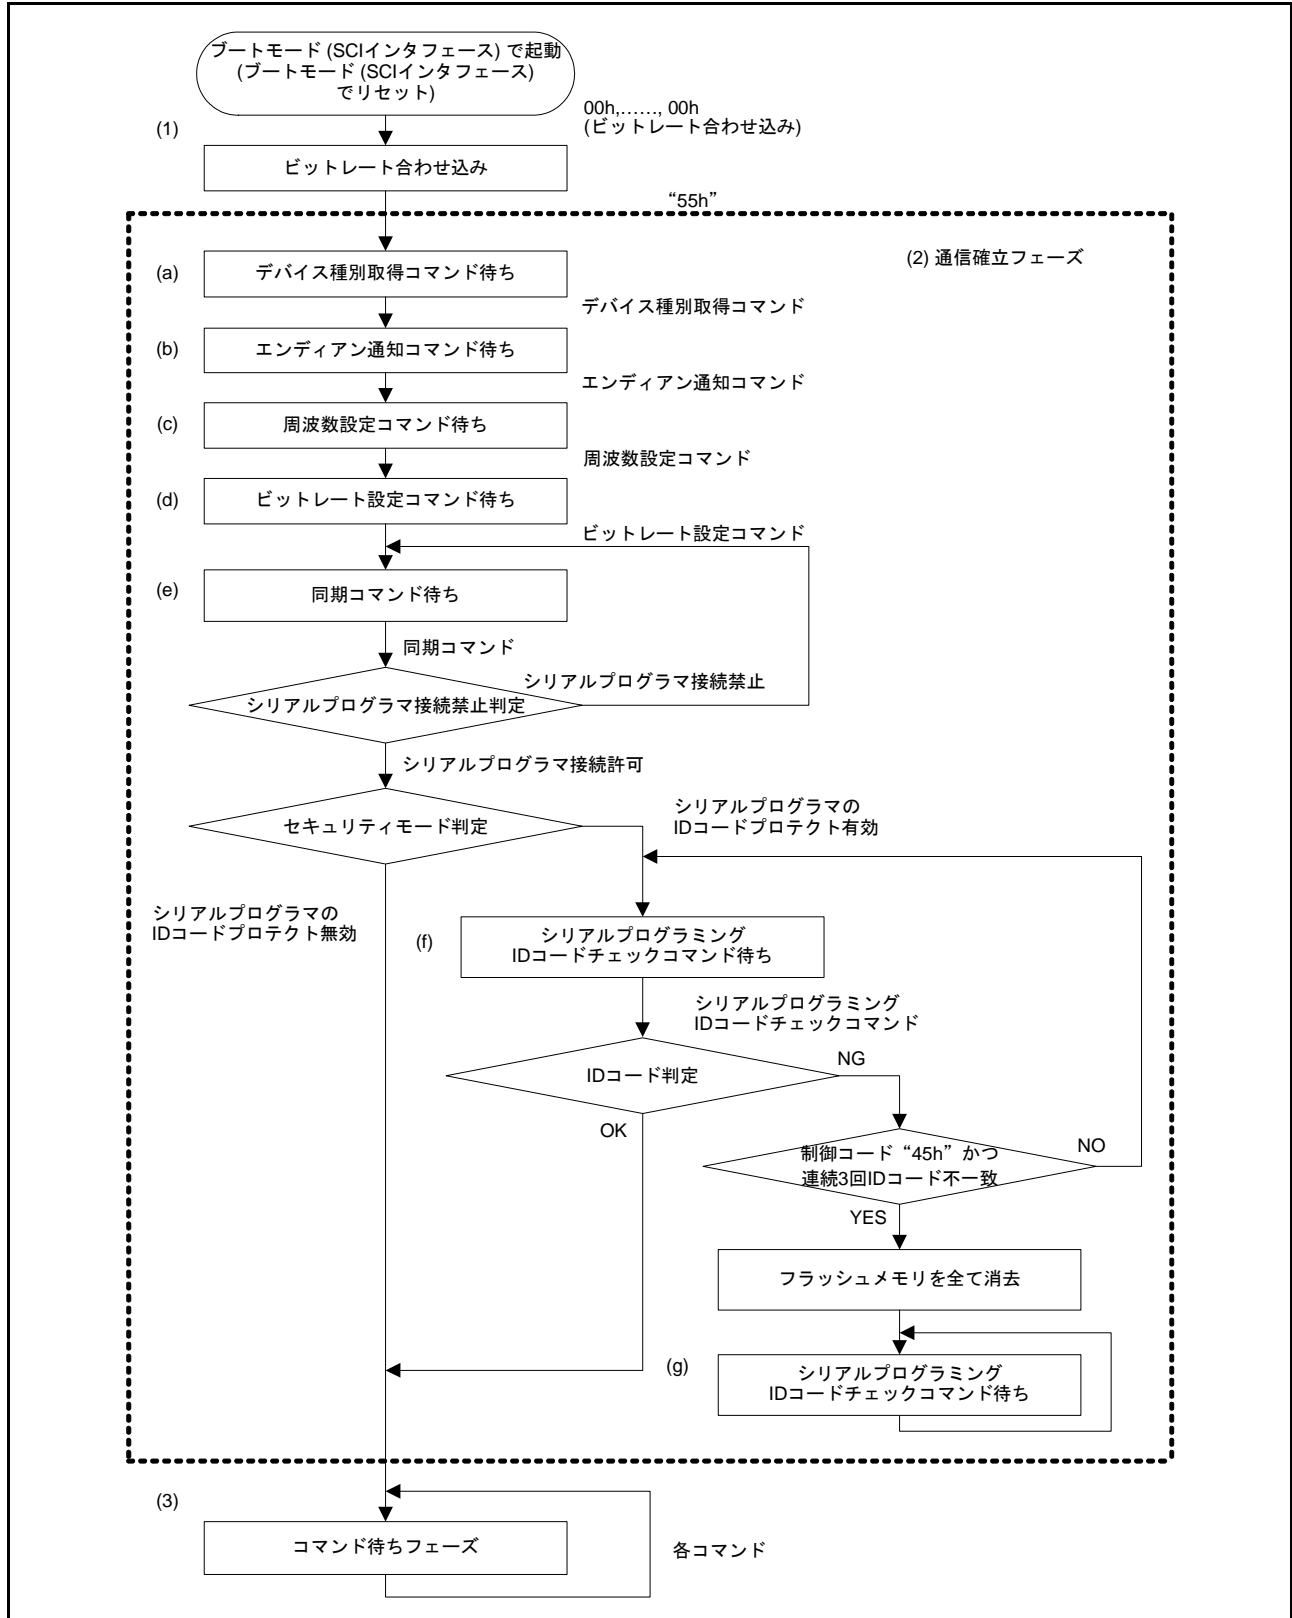 ブートモード (SCIインタフェース) で起動
(ブートモード (SCIインタフェース)
でリセット)
00h,......, 00h
(ビットレート合わせ込み)
(1)
ビットレート合わせ込み
“55h”
(2) 通信確立フェーズ
(a)
デバイス種別取得コマンド待ち
デバイス種別取得コマンド
(b)
エンディアン通知コマンド待ち
エンディアン通知コマンド
(c)
周波数設定コマンド待ち
周波数設定コマンド
(d)
ビットレート設定コマンド待ち
ビットレート設定コマンド
(e)
同期コマンド待ち
同期コマンド
シリアルプログラマ接続禁止
シリアルプログラマ接続禁止判定
シリアルプログラマ接続許可
セキュリティモード判定
シリアルプログラマの
IDコードプロテクト有効
シリアルプログラマの
IDコードプロテクト無効
(f)
シリアルプログラミング
IDコードチェックコマンド待ち
シリアルプログラミング
IDコードチェックコマンド
IDコード判定
NG
OK
制御コード“45h”かつ
連続3回IDコード不一致
NO
YES
フラッシュメモリを全て消去
(g)
シリアルプログラミング
IDコードチェックコマンド待ち
(3)
コマンド待ちフェーズ
各コマンド